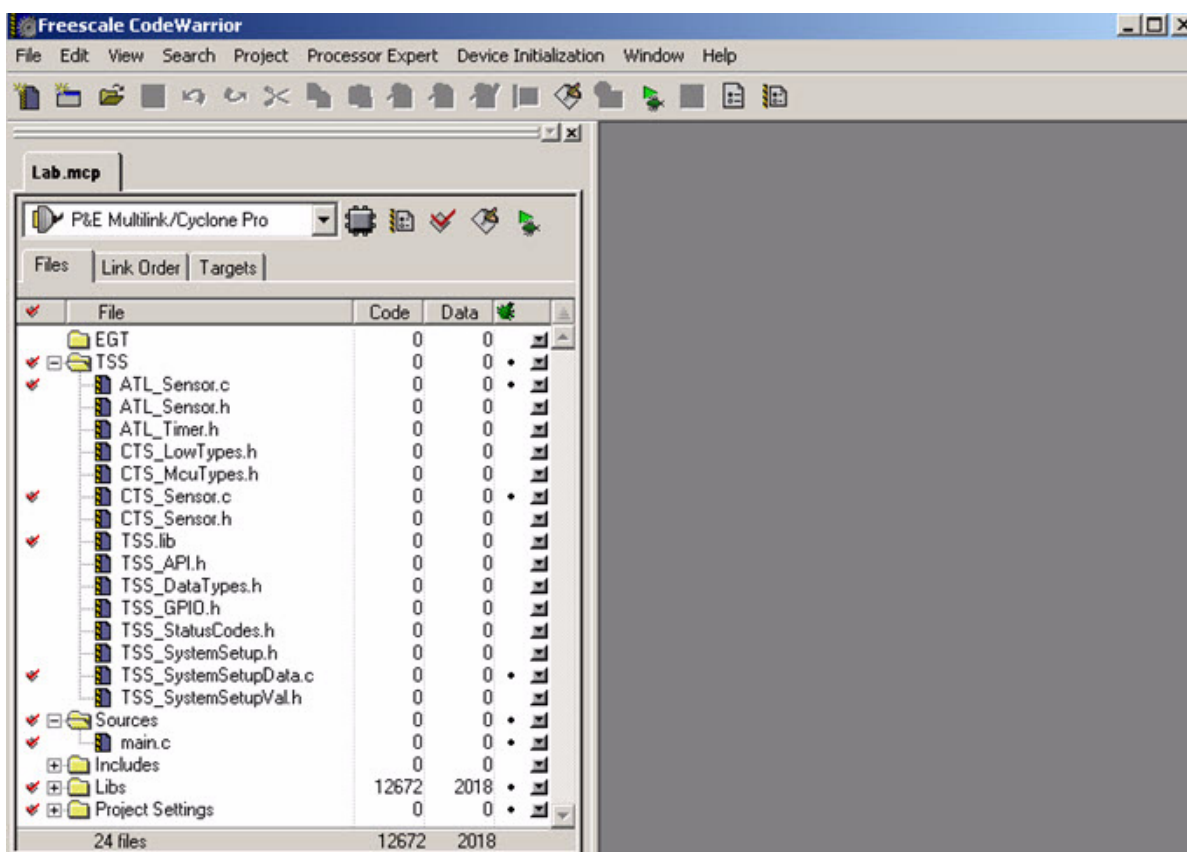 Freescale CodeWarrior
File Edit View Search Project Processor Expert Device Initialization Window Help
Lab.mcp
P&E Multilink/Cyclone Pro
Files Link Order Targets
File Code Data
EGT 0 0
TSS 0 0
ATL_Sensor.c 0 0
ATL_Sensor.h 0 0
ATL_Timer.h 0 0
CTS_LowTypes.h 0 0
CTS_McuTypes.h 0 0
CTS_Sensor.c 0 0
CTS_Sensor.h 0 0
TSS.lib 0 0
TSS_API.h 0 0
TSS_DataTypes.h 0 0
TSS_GPIO.h 0 0
TSS_StatusCodes.h 0 0
TSS_SystemSetup.h 0 0
TSS_SystemSetupData.c 0 0
TSS_SystemSetupVal.h 0 0
Sources 0 0
main.c 0 0
Includes 0 0
Libs 12672 2018
Project Settings 0 0
24 files 12672 2018